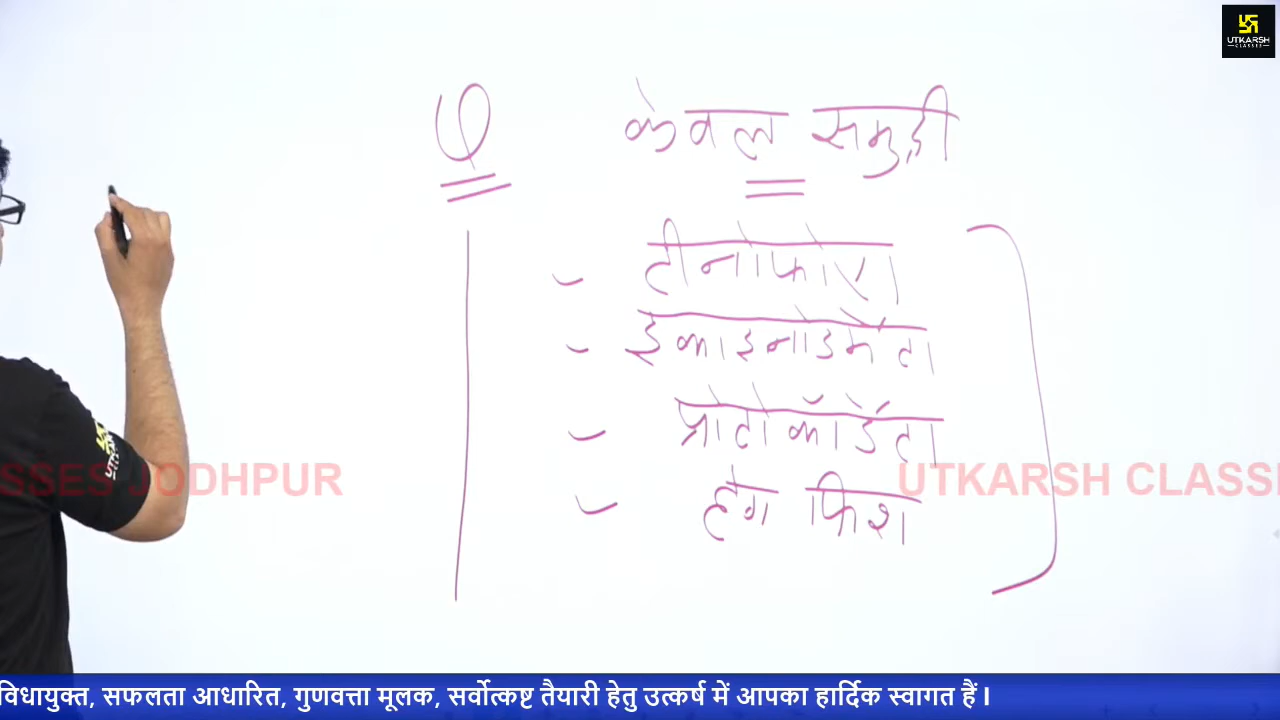 UTKARSH
CLASSES
Q केवल समुद्री
टीनोफोरा
इकाइनोडर्मेटा
प्रोटोकॉर्डेटा
हैग फिश
SSES JODHPUR
UTKARSH CLASSI
विधायुक्त, सफलता आधारित, गुणवत्ता मूलक, सर्वोत्कृष्ट तैयारी हेतु उत्कर्ष में आपका हार्दिक स्वागत हैं I